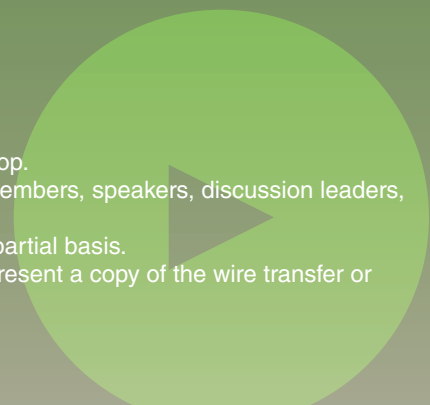 op.
embers, speakers, discussion leaders,
partial basis.
resent a copy of the wire transfer or